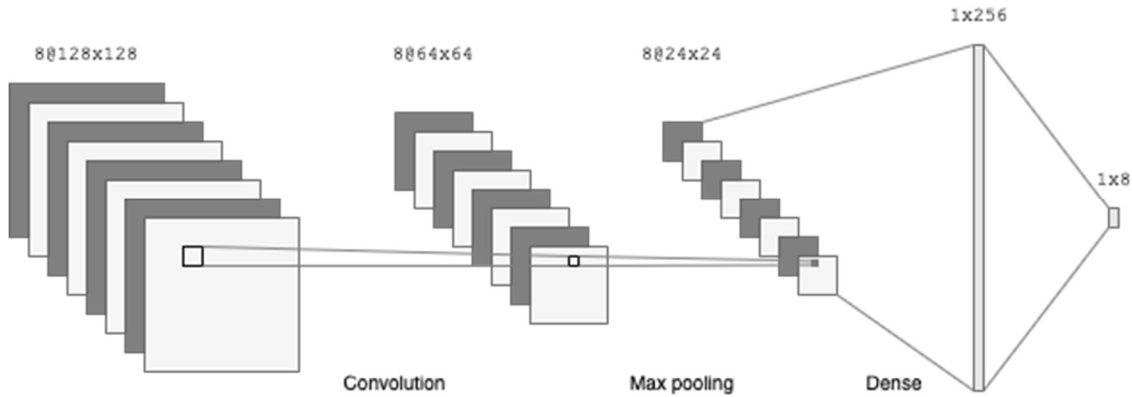 1x256
8@128x128
8@64x64
8@24x24
1x8
Convolution
Max pooling
Dense